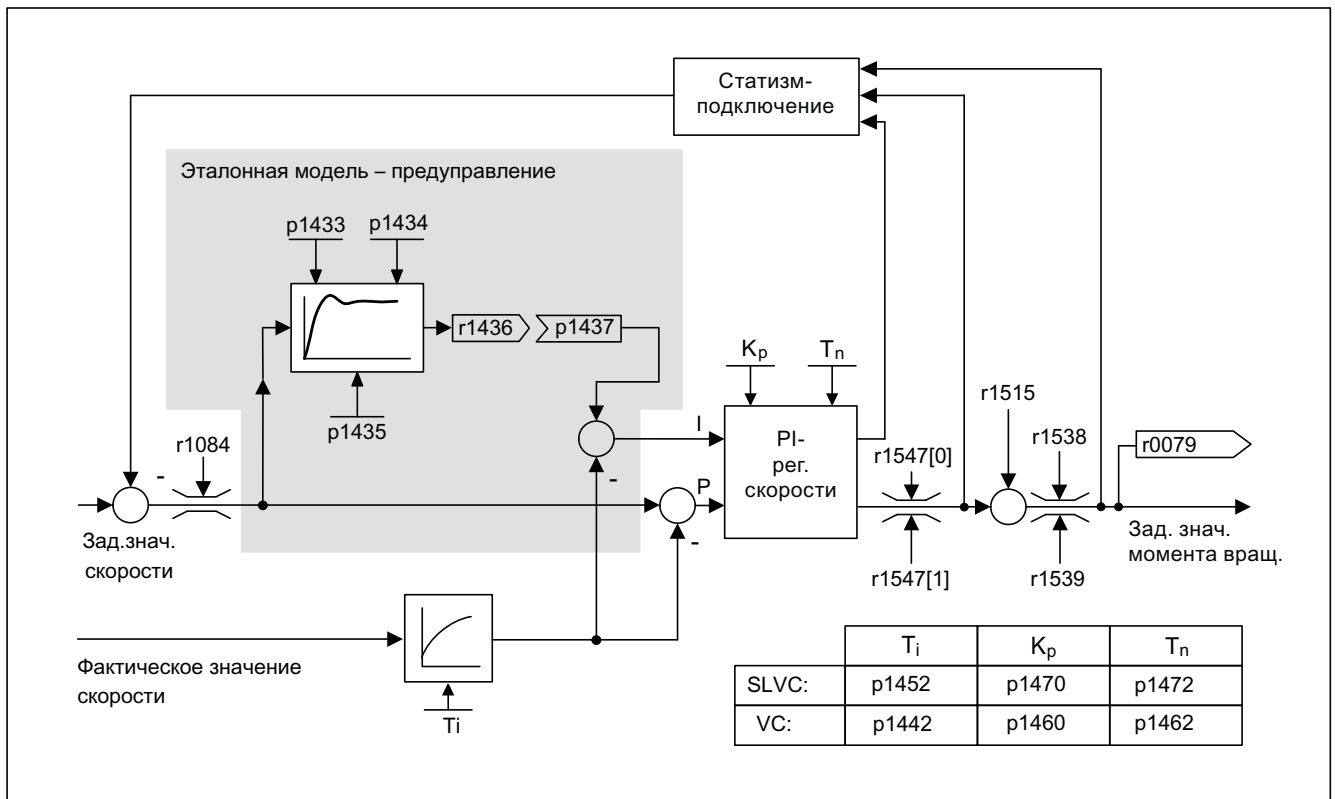 Статизм-
подключение
Эталонная модель – предуправление
p1433
p1434
r1436
p1437
p1435
Kp
Tn
r1515
r1084
I
PI-
рег.
скорости
r1547[0]
r1538
r0079
-
-
P
-
Зад.знач.
скорости
r1547[1]
r1539
Зад. знач.
момента вращ.
Фактическое значение
скорости
Ti
Ti Kp Tn
SLVC: p1452 p1470 p1472
VC: p1442 p1460 p1462